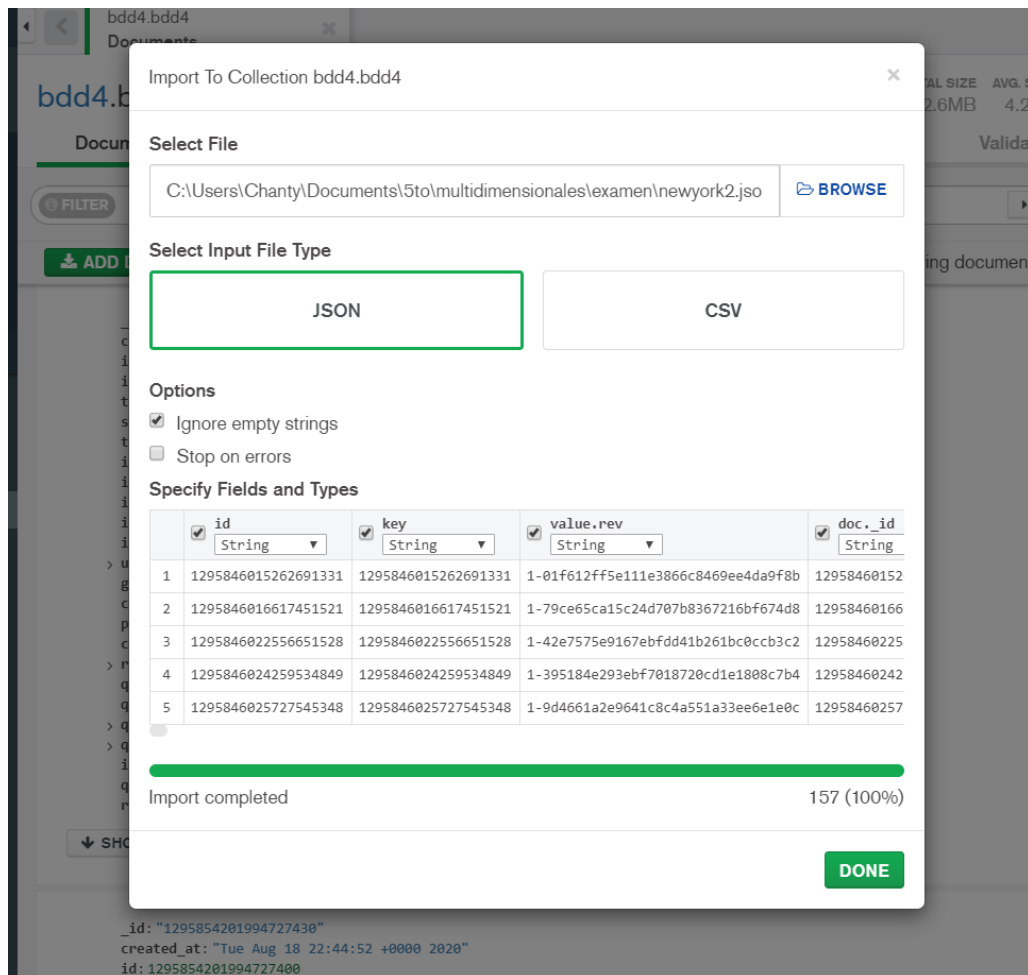 bdd4.bdd4
Documents
bdd4.b
TAL SIZE AVG. S
2.6MB 4.2
Docum
Valida
FILTER
ADD D
ing documen
Import To Collection bdd4.bdd4
Select File
C:\Users\Chanty\Documents\5to\multidimensionales\examen\newyork2.jso
BROWSE
Select Input File Type
JSON CSV
Options
Ignore empty strings
Stop on errors
Specify Fields and Types
id key value.rev doc._id
String String String String
1 1295846015262691331 1295846015262691331 1-01f612ff5e111e3866c8469ee4da9f8b 12958460152
2 1295846016617451521 1295846016617451521 1-79ce65ca15c24d707b8367216bf674d8 12958460166
3 1295846022556651528 1295846022556651528 1-42e7575e9167ebfdd41b261bc0ccb3c2 12958460225
4 1295846024259534849 1295846024259534849 1-395184e293ebf7018720cd1e1808c7b4 12958460242
5 1295846025727545348 1295846025727545348 1-9d4661a2e9641c8c4a551a33ee6e1e0c 12958460257
Import completed 157 (100%)
SHO
DONE
_id: "1295854201994727430"
created_at: "Tue Aug 18 22:44:52 +0000 2020"
id: 1295854201994727400